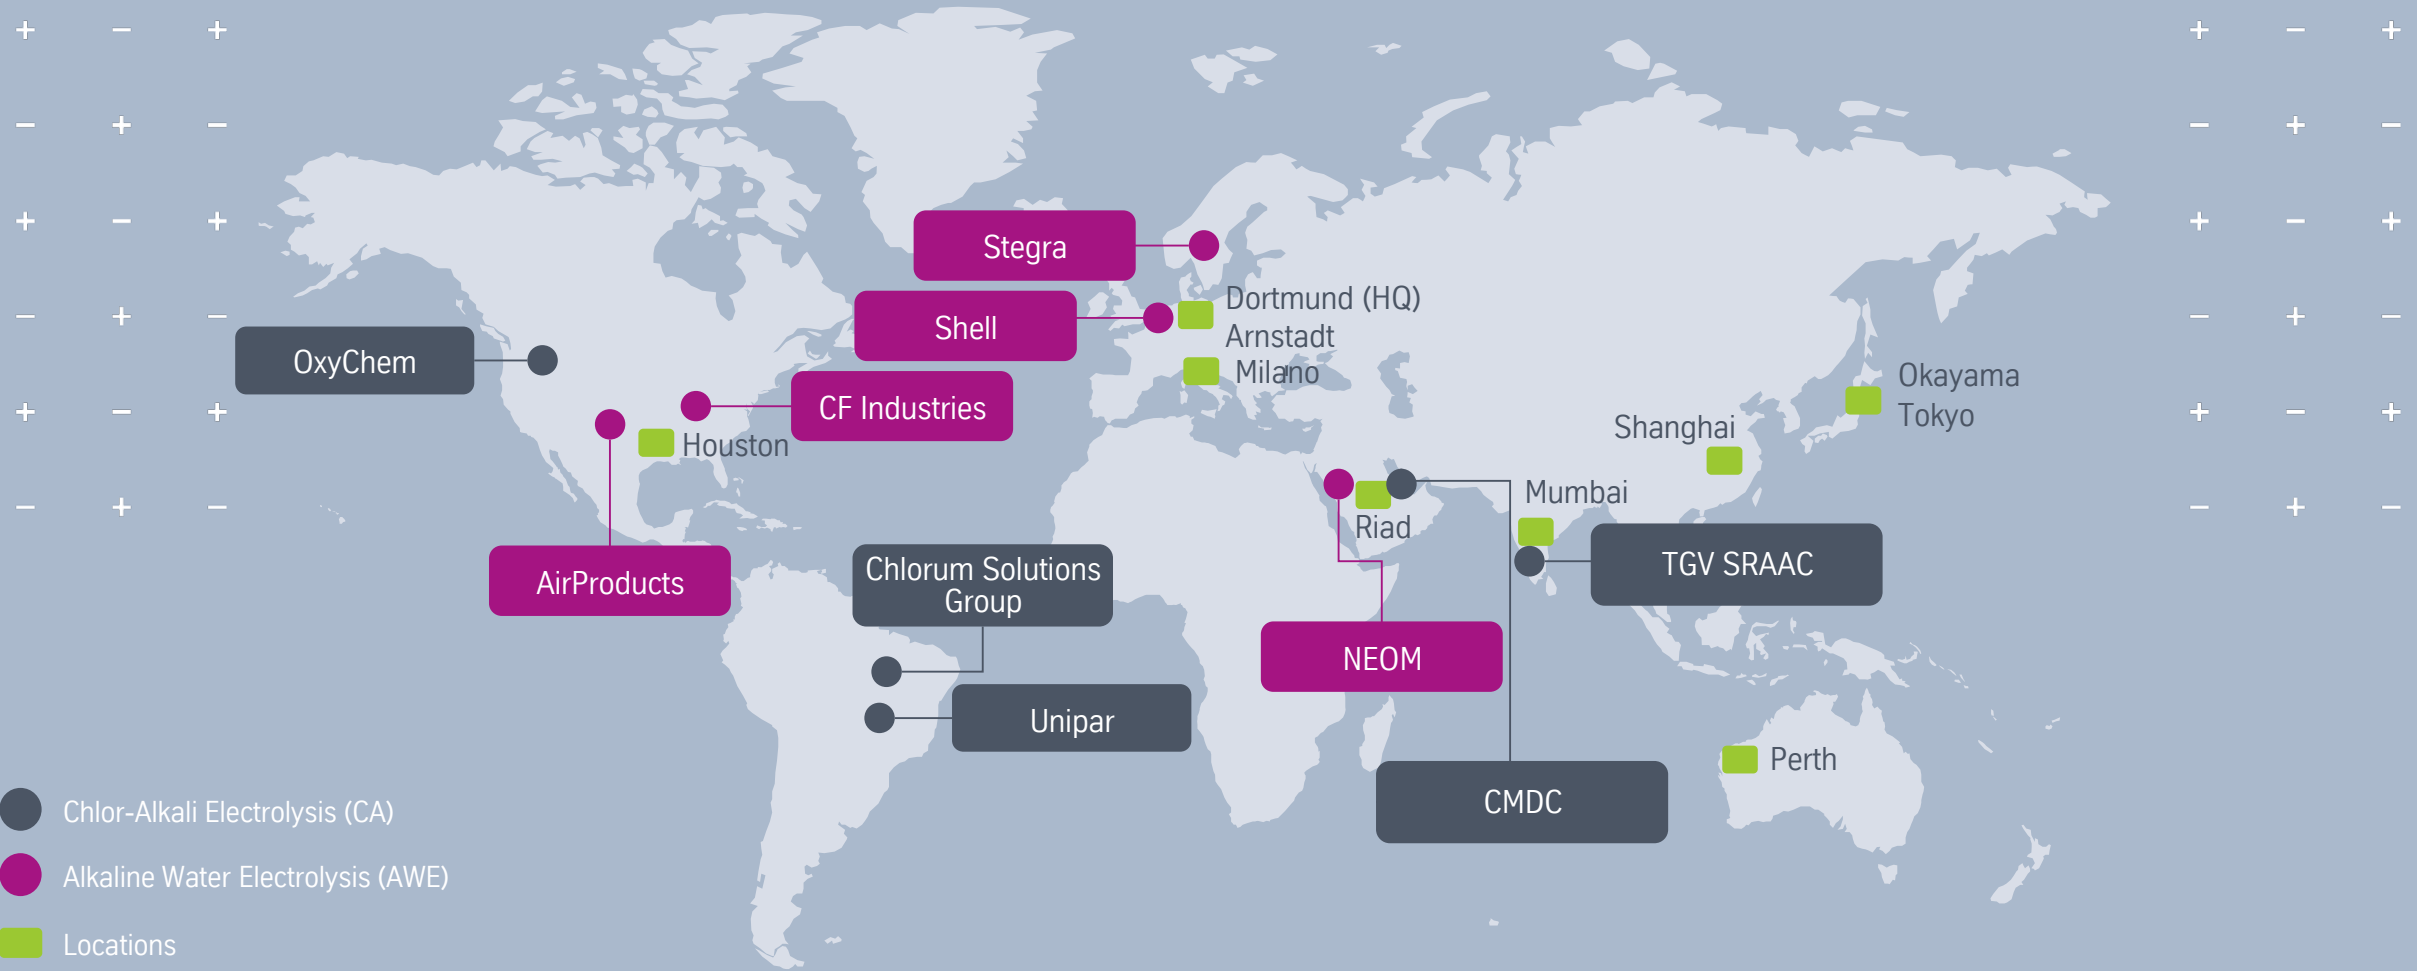 Stegra
Shell
Dortmund (HQ)
Arnstadt
Milano
OxyChem
CF Industries
Houston
AirProducts
Okayama
Tokyo
Shanghai
Mumbai
Riad
TGV SRAAC
Chlorum Solutions
Group
NEOM
Unipar
CMDC
Perth
Chlor-Alkali Electrolysis (CA)
Alkaline Water Electrolysis (AWE)
Locations